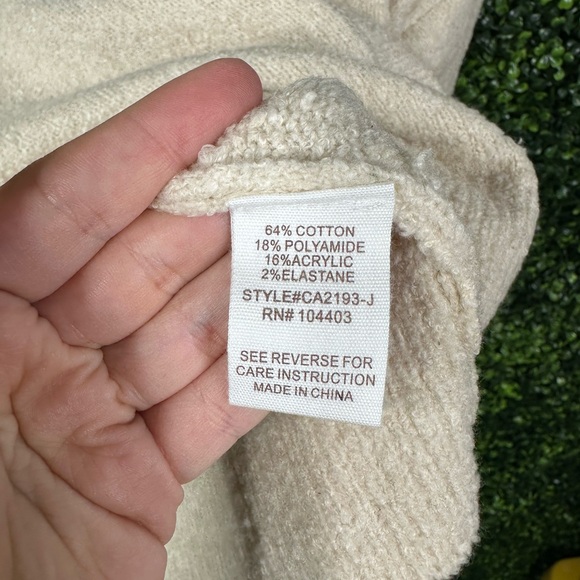 64% COTTON
18% POLYAMIDE
16%ACRYLIC
2%ELASTANE
STYLE#CA2193-J
RN# 104403
SEE REVERSE FOR
CARE INSTRUCTION
MADE IN CHINA